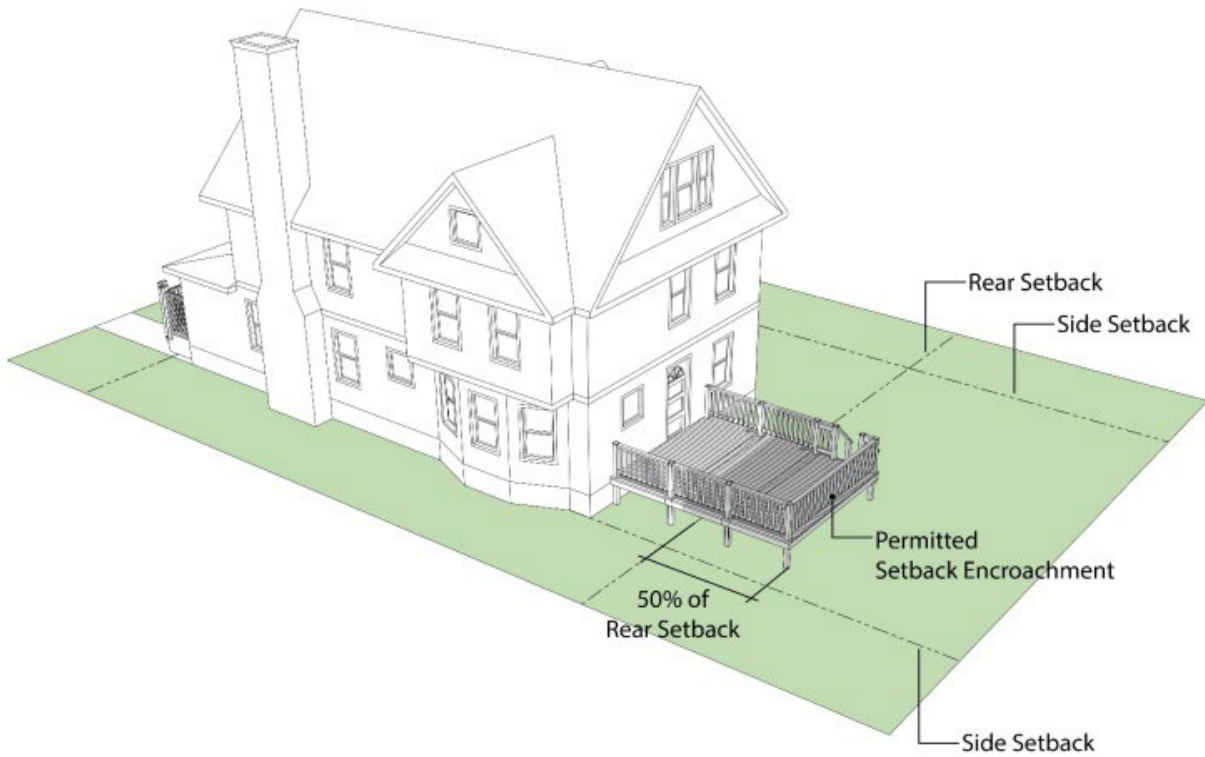 Rear Setback
Side Setback
Permitted
Setback Encroachment
50% of
Rear Setback
Side Setback